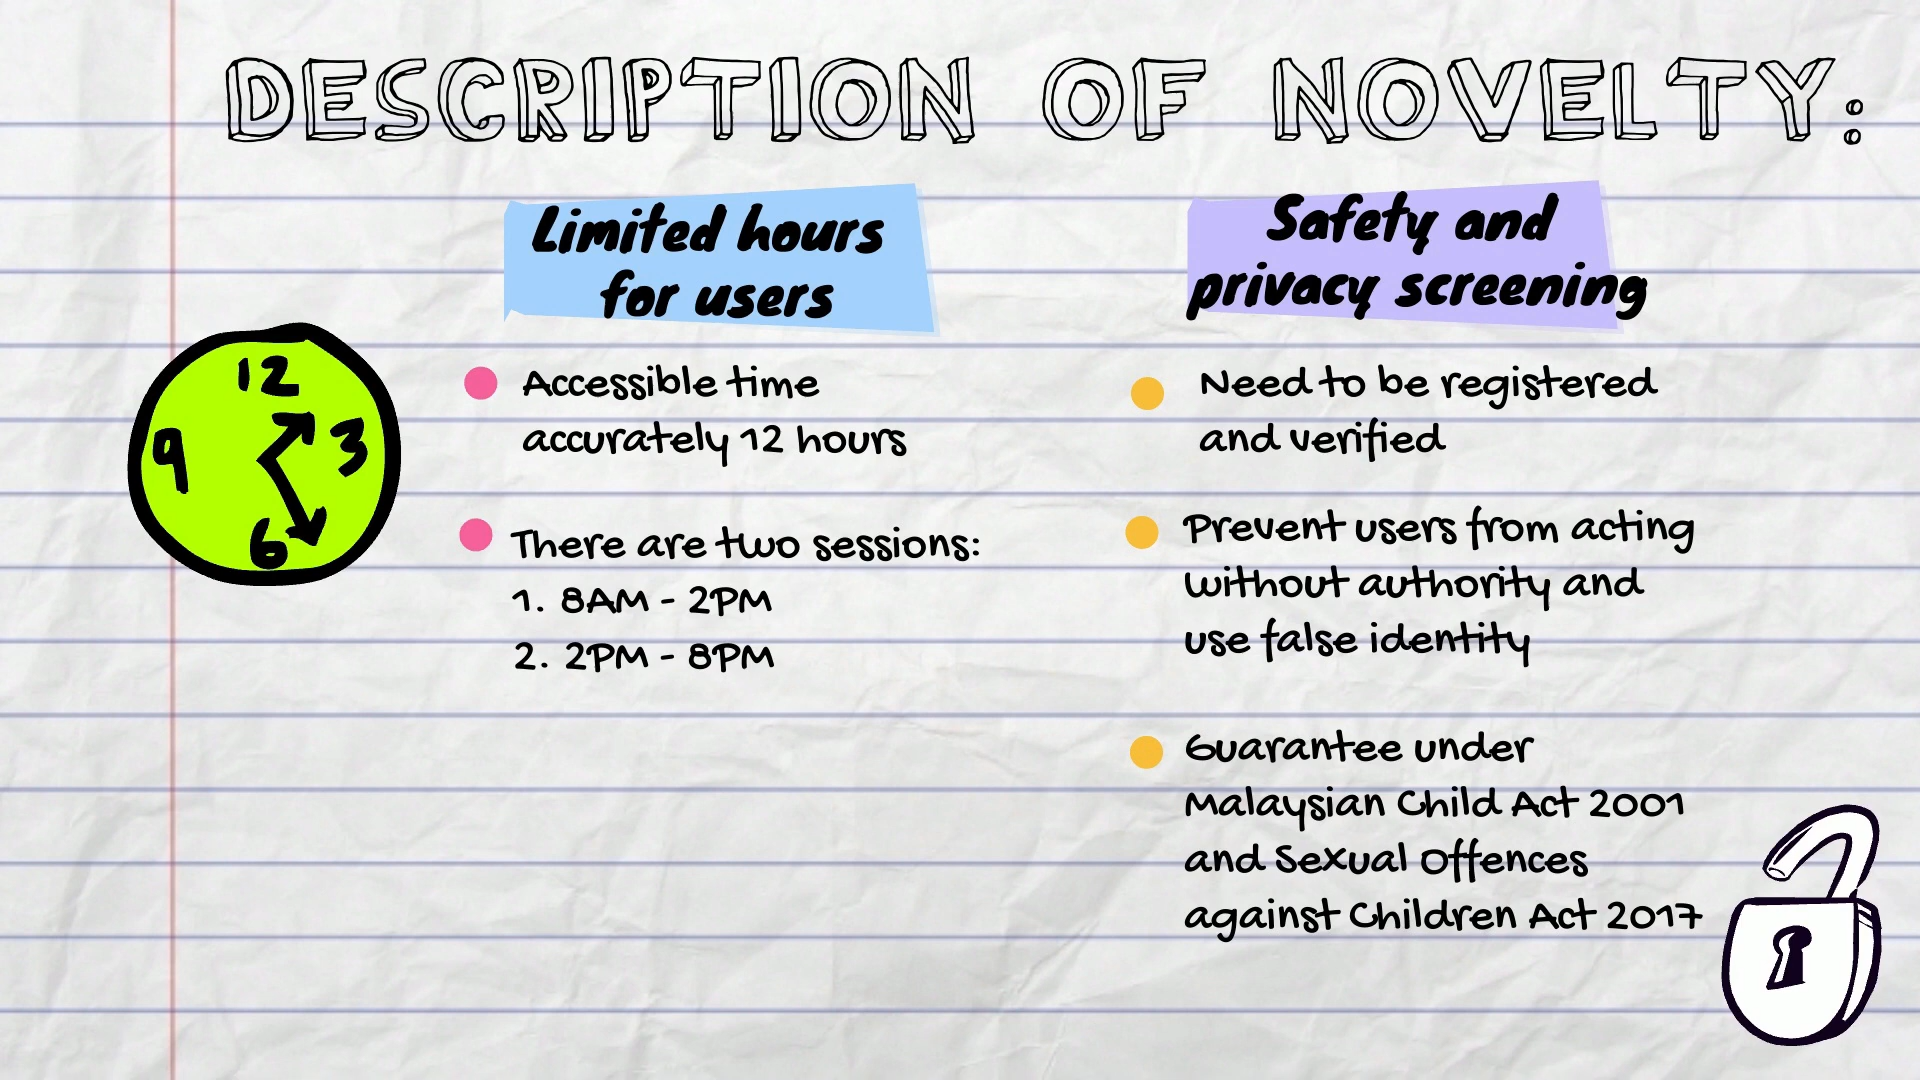 DESCRIPTION OF NOVELTY:
Limited hours
for users
12
3
6
9
Accessible time
accurately 12 hours
There are two sessions:
1. 8AM - 2PM
2. 2PM - 8PM
Safety and
privacy screening
Need to be registered
and verified
Prevent users from acting
without authority and
use false identity
Guarantee under
Malaysian Child Act 2001
and Sexual Offences
against Children Act 2017